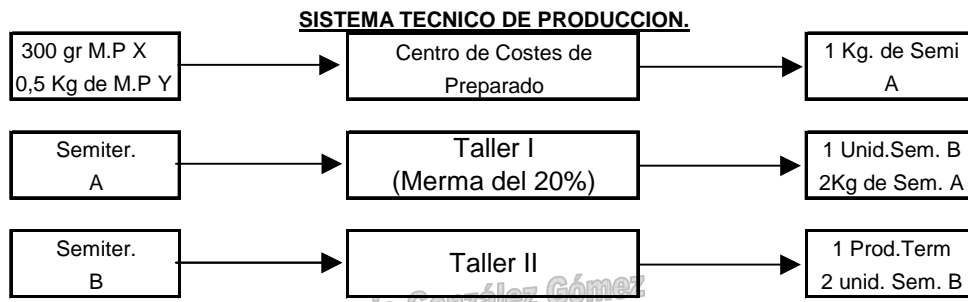 SISTEMA TECNICO DE PRODUCCION.
300 gr M.P X
0,5 Kg de M.P Y
Centro de Costes de
Preparado
1 Kg. de Semi
A
Semiter.
A
Taller I
(Merma del 20%)
1 Unid.Sem. B
2Kg de Sem. A
Semiter.
B
Taller II
1 Prod.Term
2 unid. Sem. B
González Gómez